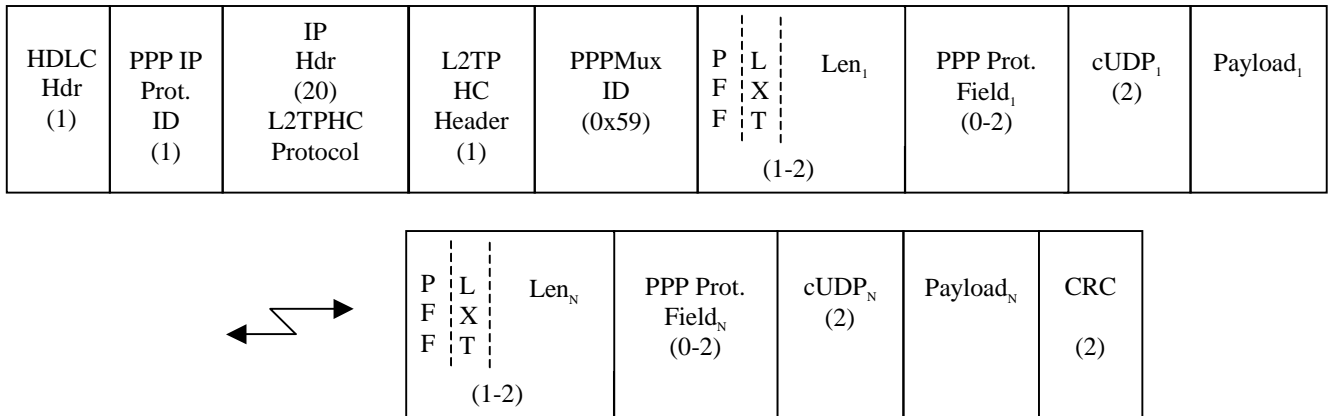 HDLC
Hdr
(1)
PPP IP
Prot.
ID
(1)
IP
Hdr
(20)
L2TPHC
Protocol
L2TP
HC
Header
(1)
PPPMux
ID
(0x59)
P
F
F
L
X
T
Len₁
(1-2)
PPP Prot.
Field₁
(0-2)
cUDP₁
(2)
Payload₁
P
F
F
L
X
T
Lenₙ
(1-2)
PPP Prot.
Fieldₙ
(0-2)
cUDPₙ
(2)
Payloadₙ
CRC
(2)